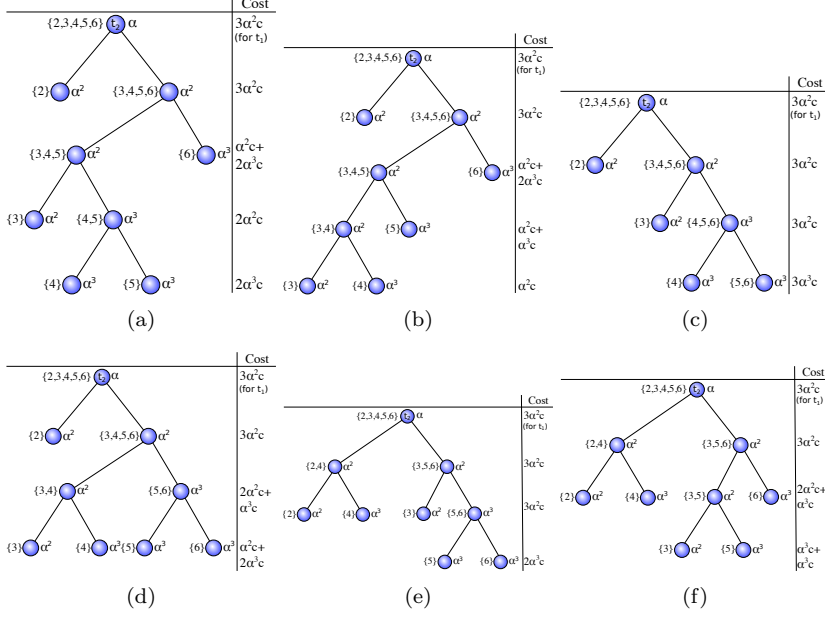 Cost
{2,3,4,5,6} t₂ α 3α²c
(for t₁)
{2} α² {3,4,5,6} α² 3α²c
{3,4,5} α² {6} α³ α²c+
2α³c
{3} α² {4,5} α³ 2α²c
{4} α³ {5} α³ 2α³c
(a)
Cost
{2,3,4,5,6} t₂ α 3α²c
(for t₁)
{2} α² {3,4,5,6} α² 3α²c
{3,4,5} α² {6} α³ α²c+
2α³c
{3,4} α² {5} α³ α²c+
α³c
{3} α² {4} α³ α²c
(b)
Cost
{2,3,4,5,6} t₂ α 3α²c
(for t₁)
{2} α² {3,4,5,6} α² 3α²c
{3} α² {4,5,6} α³ 3α²c
{4} α³ {5,6} α³ 3α³c
(c)
Cost
{2,3,4,5,6} t₂ α 3α²c
(for t₁)
{2} α² {3,4,5,6} α² 3α²c
{3,4} α² {5,6} α³ 2α²c+
α³c
{3} α² {4} α³ {5} α³ {6} α³ α²c+
2α³c
(d)
Cost
{2,3,4,5,6} t₂ α 3α²c
(for t₁)
{2,4} α² {3,5,6} α² 3α²c
{2} α² {4} α³ {3} α² {5,6} α³ 3α²c
{5} α³ {6} α³ 2α³c
(e)
Cost
{2,3,4,5,6} t₂ α 3α²c
(for t₁)
{2,4} α² {3,5,6} α² 3α²c
{2} α² {4} α³ {3,5} α² {6} α³ 2α²c+
α³c
{3} α² {5} α³ α³c+
α³c
(f)